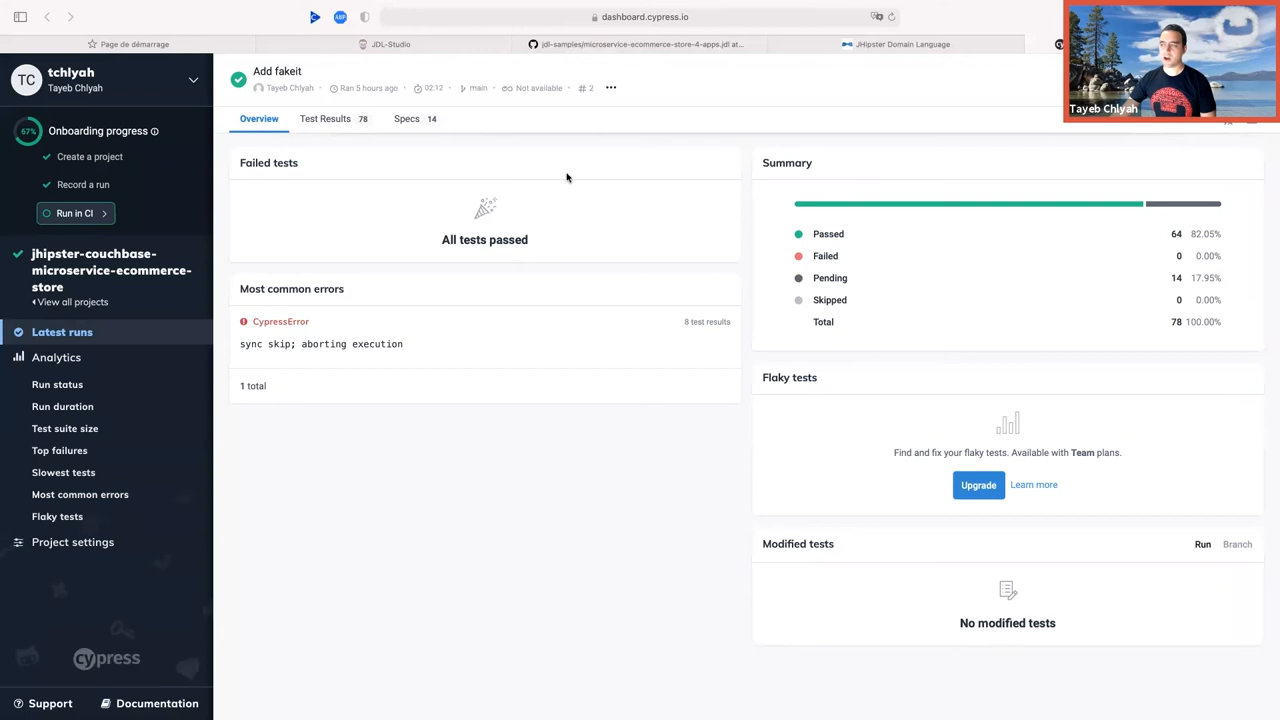 ABP
dashboard.cypress.io
Page de démarrage
JDL-Studio
jdl-samples/microservice-ecommerce-store-4-apps.jdl at...
JHipster Domain Language
Tayeb Chlyah
TC
tchlyah
Tayeb Chlyah
67%
Onboarding progress
Create a project
Record a run
Run in CI
jhipster-couchbase-
microservice-ecommerce-
store
View all projects
Latest runs
Analytics
Run status
Run duration
Test suite size
Top failures
Slowest tests
Most common errors
Flaky tests
Project settings
cypress
Support
Documentation
Add fakeit
Tayeb Chlyah
Ran 5 hours ago
02:12
main
Not available
# 2
Overview
Test Results 78
Specs 14
Failed tests
All tests passed
Most common errors
CypressError
8 test results
sync skip; aborting execution
1 total
Summary
Passed 64 82.05%
Failed 0 0.00%
Pending 14 17.95%
Skipped 0 0.00%
Total 78 100.00%
Flaky tests
Find and fix your flaky tests. Available with Team plans.
Upgrade
Learn more
Modified tests
Run
Branch
No modified tests